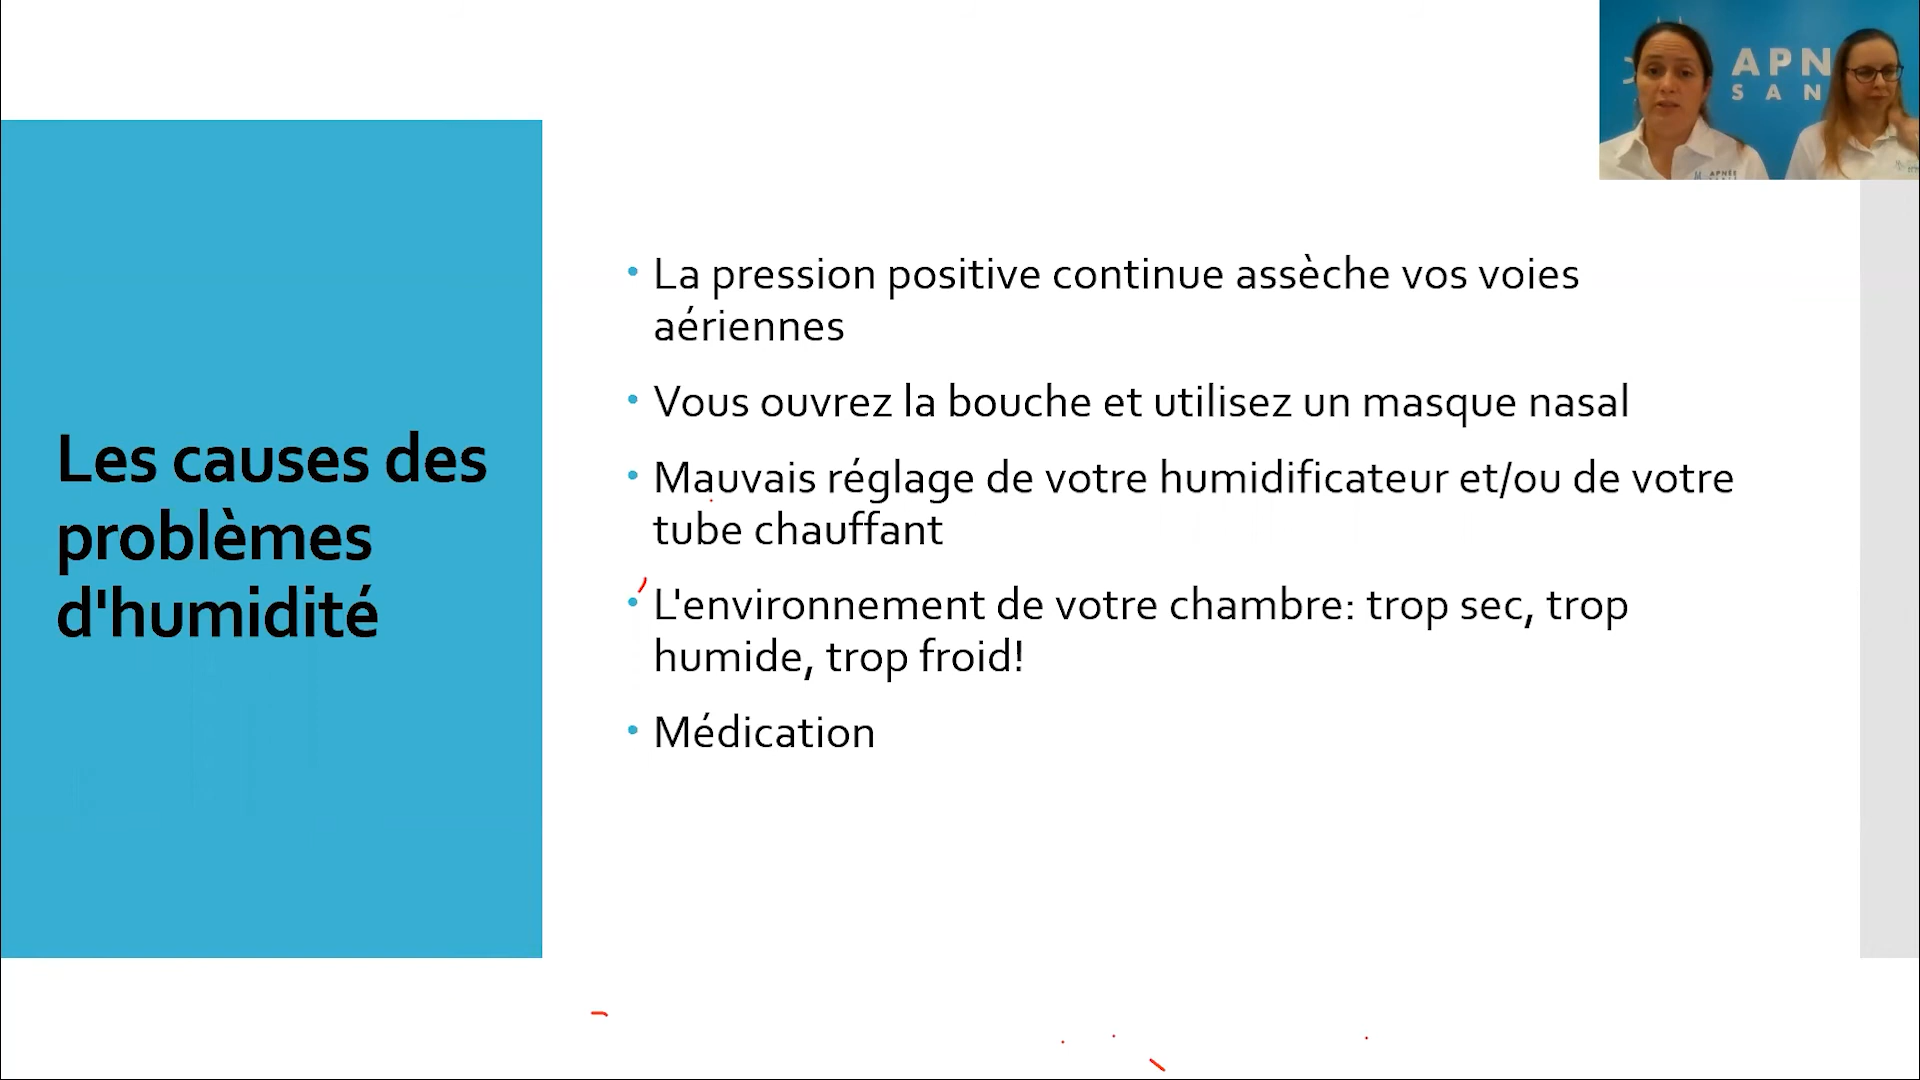 APN
SAN
APNÉE
Les causes des
problèmes
d'humidité
• La pression positive continue assèche vos voies
aériennes
• Vous ouvrez la bouche et utilisez un masque nasal
• Mauvais réglage de votre humidificateur et/ou de votre
tube chauffant
• L'environnement de votre chambre: trop sec, trop
humide, trop froid!
• Médication